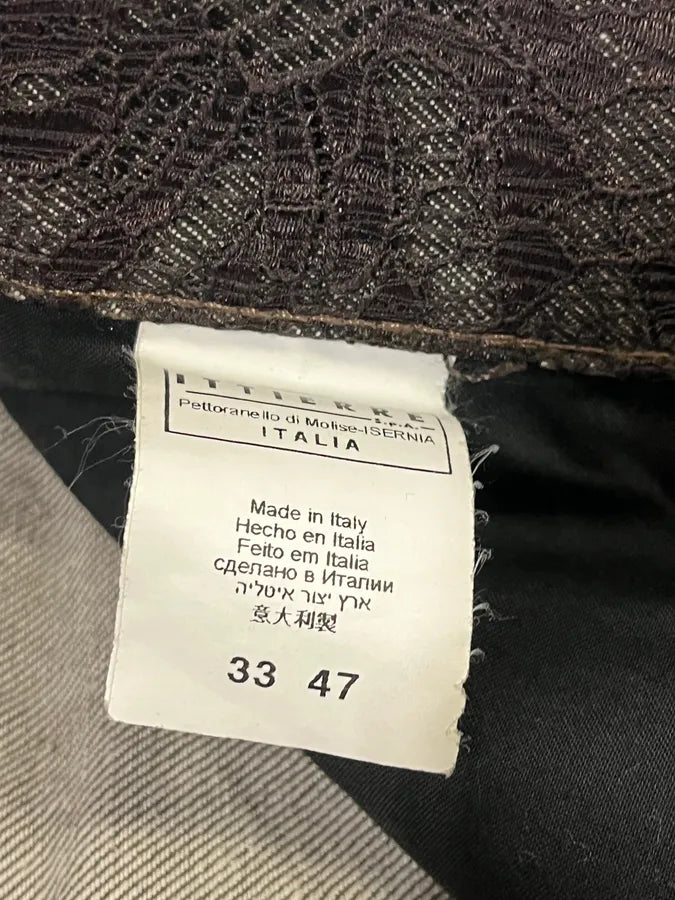 ITTIERRE
S.P.A.
Pettoranello di Molise-ISERNIA
ITALIA
Made in Italy
Hecho en Italia
Feito em Italia
сделано в Италии
ארץ יצור איטליה
意大利製
33 47